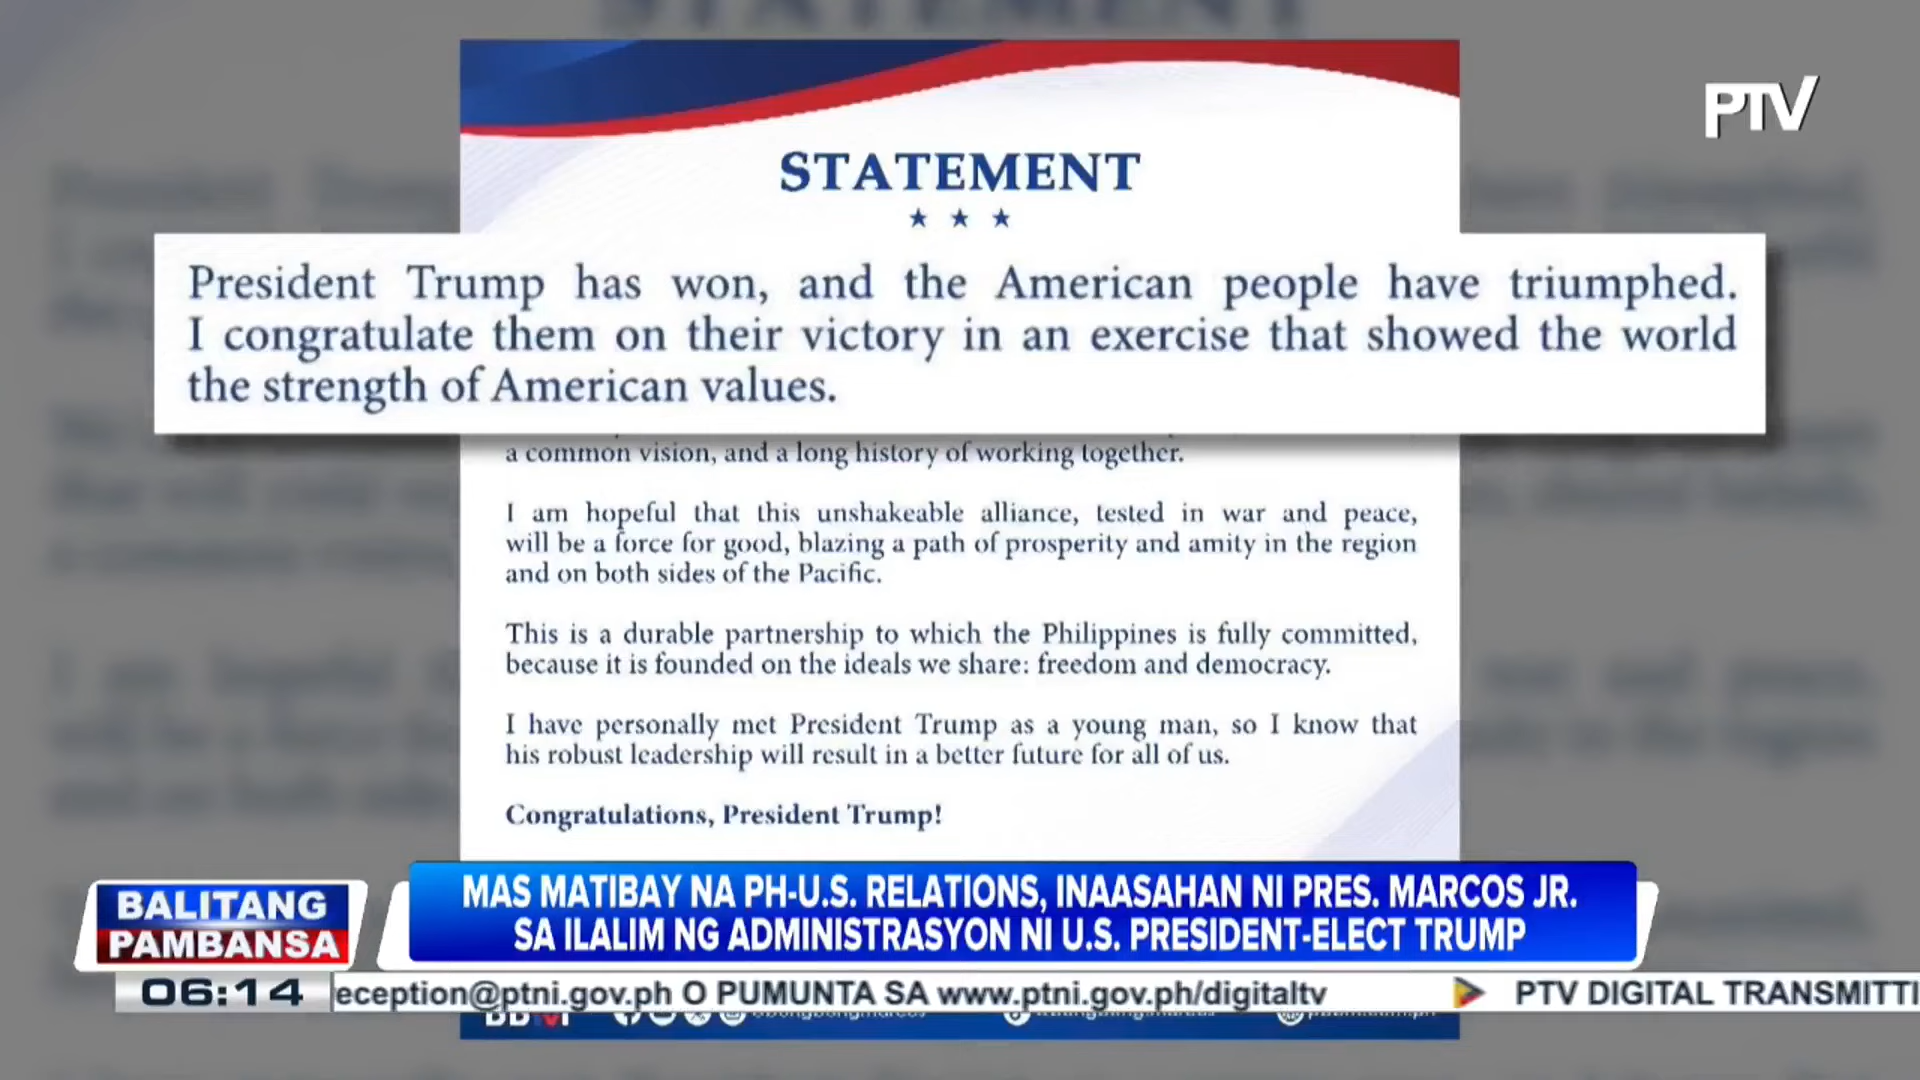 STATEMENT
PTV
STATEMENT
President Trump has won, and the American people have triumphed.
I congratulate them on their victory in an exercise that showed the world
the strength of American values.
a common vision, and a long history of working together.
I am hopeful that this unshakeable alliance, tested in war and peace,
will be a force for good, blazing a path of prosperity and amity in the region
and on both sides of the Pacific.
This is a durable partnership to which the Philippines is fully committed,
because it is founded on the ideals we share: freedom and democracy.
I have personally met President Trump as a young man, so I know that
his robust leadership will result in a better future for all of us.
Congratulations, President Trump!
BALITANG
PAMBANSA
MAS MATIBAY NA PH-U.S. RELATIONS, INAASAHAN NI PRES. MARCOS JR.
SA ILALIM NG ADMINISTRASYON NI U.S. PRESIDENT-ELECT TRUMP
06:14
eception@ptni.gov.ph O PUMUNTA SA www.ptni.gov.ph/digitaltv
PTV DIGITAL TRANSMITTI